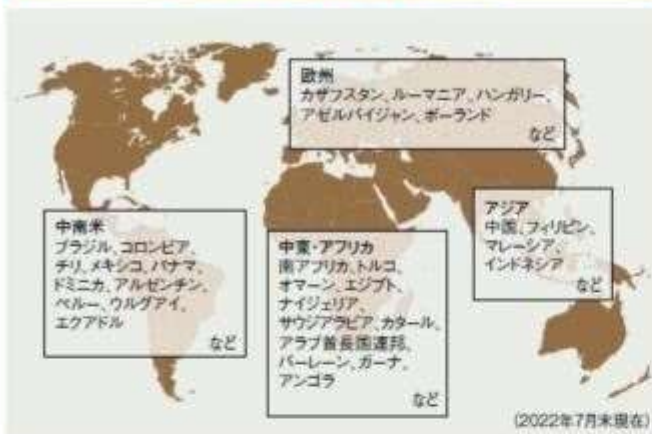 欧州
カザフスタン、ルーマニア、ハンガリー、
アゼルバイジャン、ポーランド
など
中南米
ブラジル、コロンビア、
チリ、メキシコ、パナマ、
ドミニカ、アルゼンチン、
ペルー、ウルグアイ、
エクアドル
など
中東・アフリカ
南アフリカ、トルコ、
オマーン、エジプト、
ナイジェリア、
サウジアラビア、カタール、
アラブ首長国連邦、
バーレーン、ガーナ、
アンゴラ
など
アジア
中国、フィリピン、
マレーシア、
インドネシア
など
(2022年7月末現在)